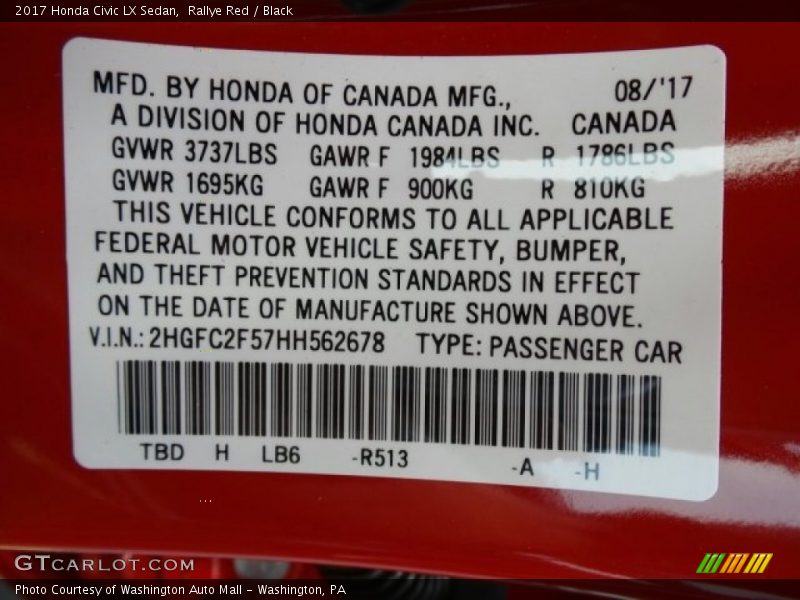 2017 Honda Civic LX Sedan,  Rallye Red / Black
MFD. BY HONDA OF CANADA MFG., 08/'17
A DIVISION OF HONDA CANADA INC. CANADA
GVWR 3737LBS GAWR F 1984LBS R 1786LBS
GVWR 1695KG GAWR F 900KG R 810KG
THIS VEHICLE CONFORMS TO ALL APPLICABLE
FEDERAL MOTOR VEHICLE SAFETY, BUMPER,
AND THEFT PREVENTION STANDARDS IN EFFECT
ON THE DATE OF MANUFACTURE SHOWN ABOVE.
V.I.N.: 2HGFC2F57HH562678 TYPE: PASSENGER CAR
TBD H LB6 -R513 -A -H
GTCARLOT.COM
Photo Courtesy of Washington Auto Mall - Washington, PA